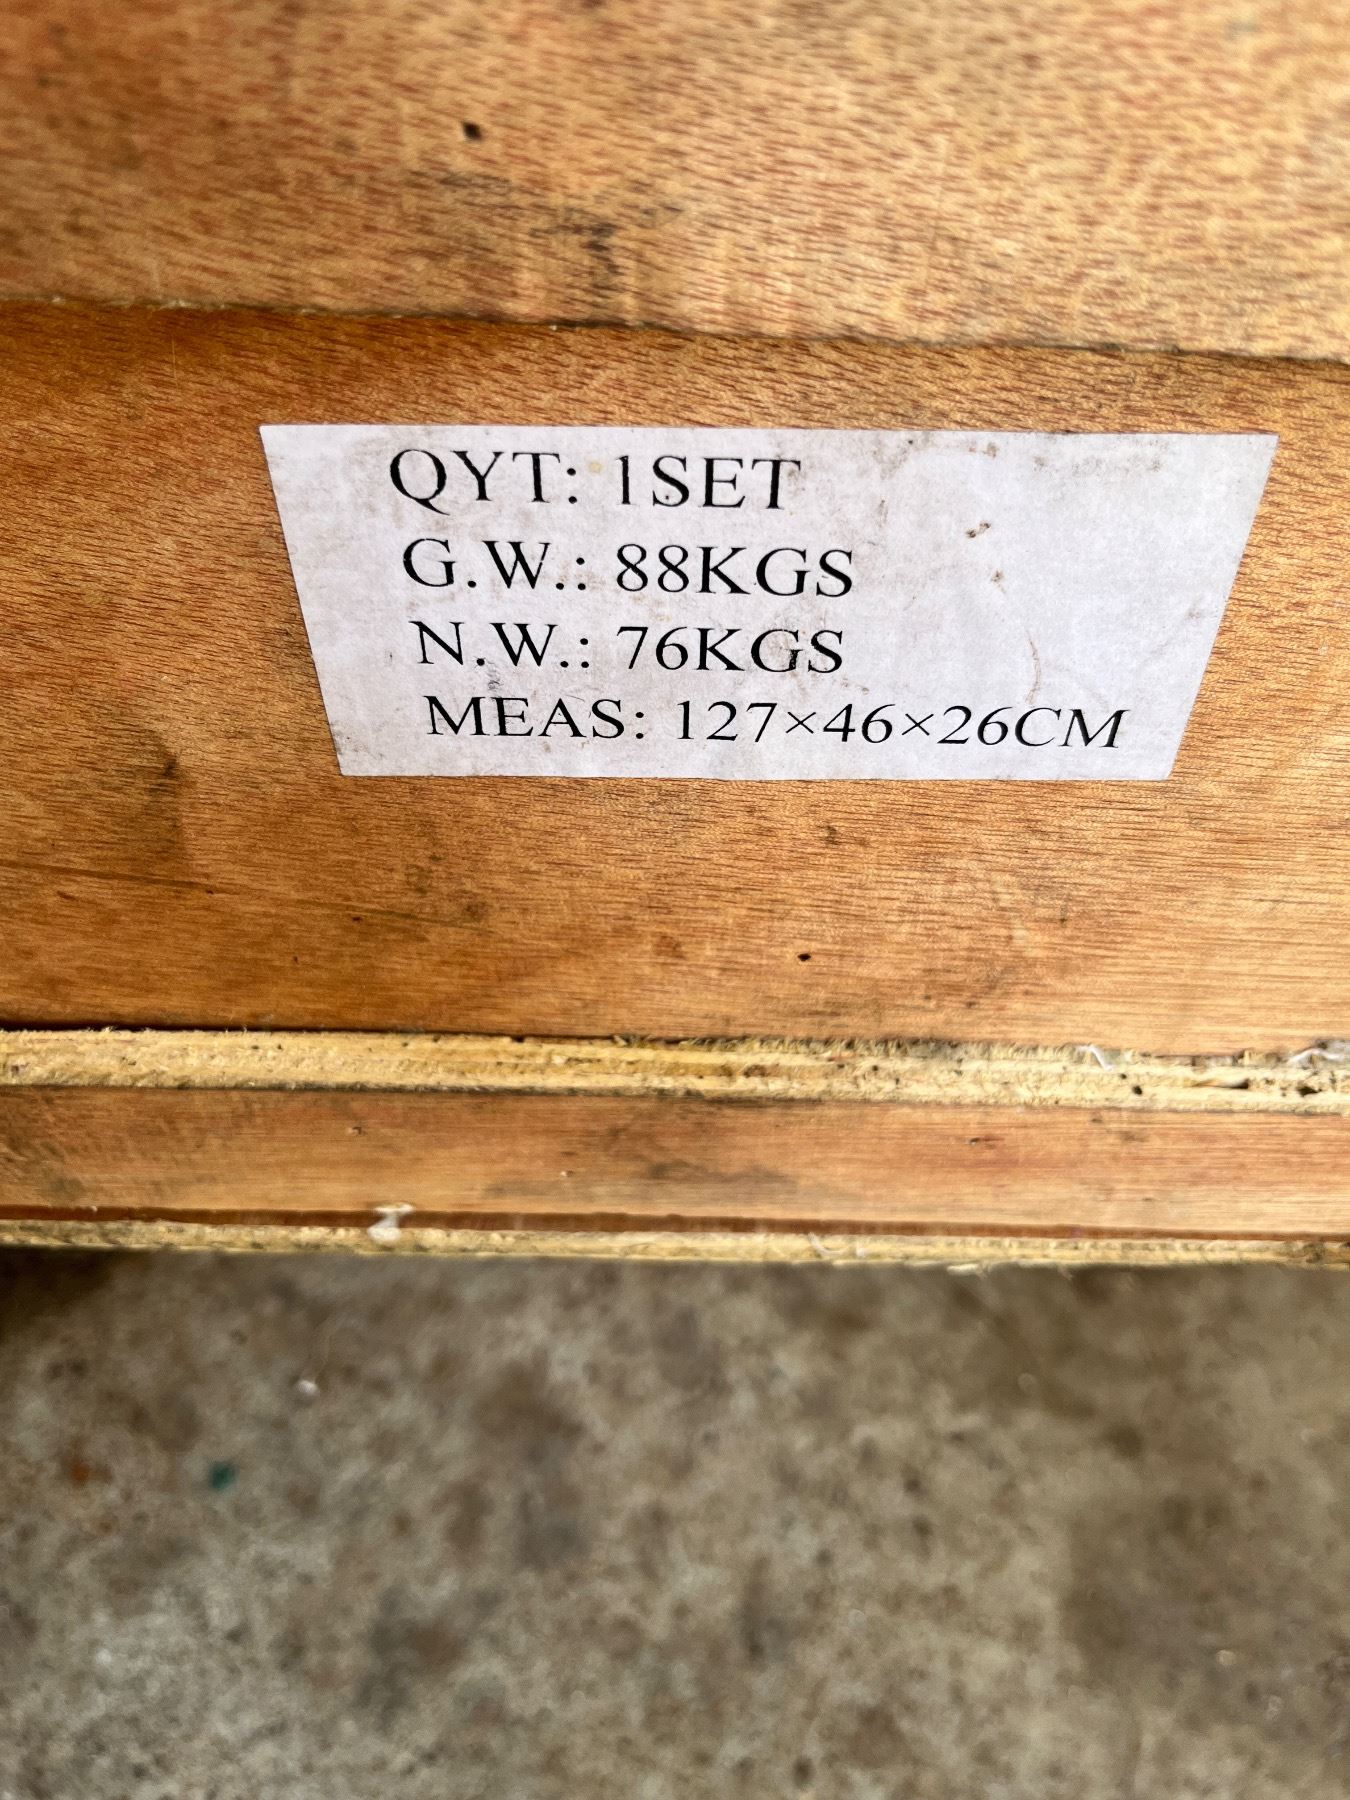 QYT: 1SET
G.W.: 88KGS
N.W.: 76KGS
MEAS: 127×46×26CM